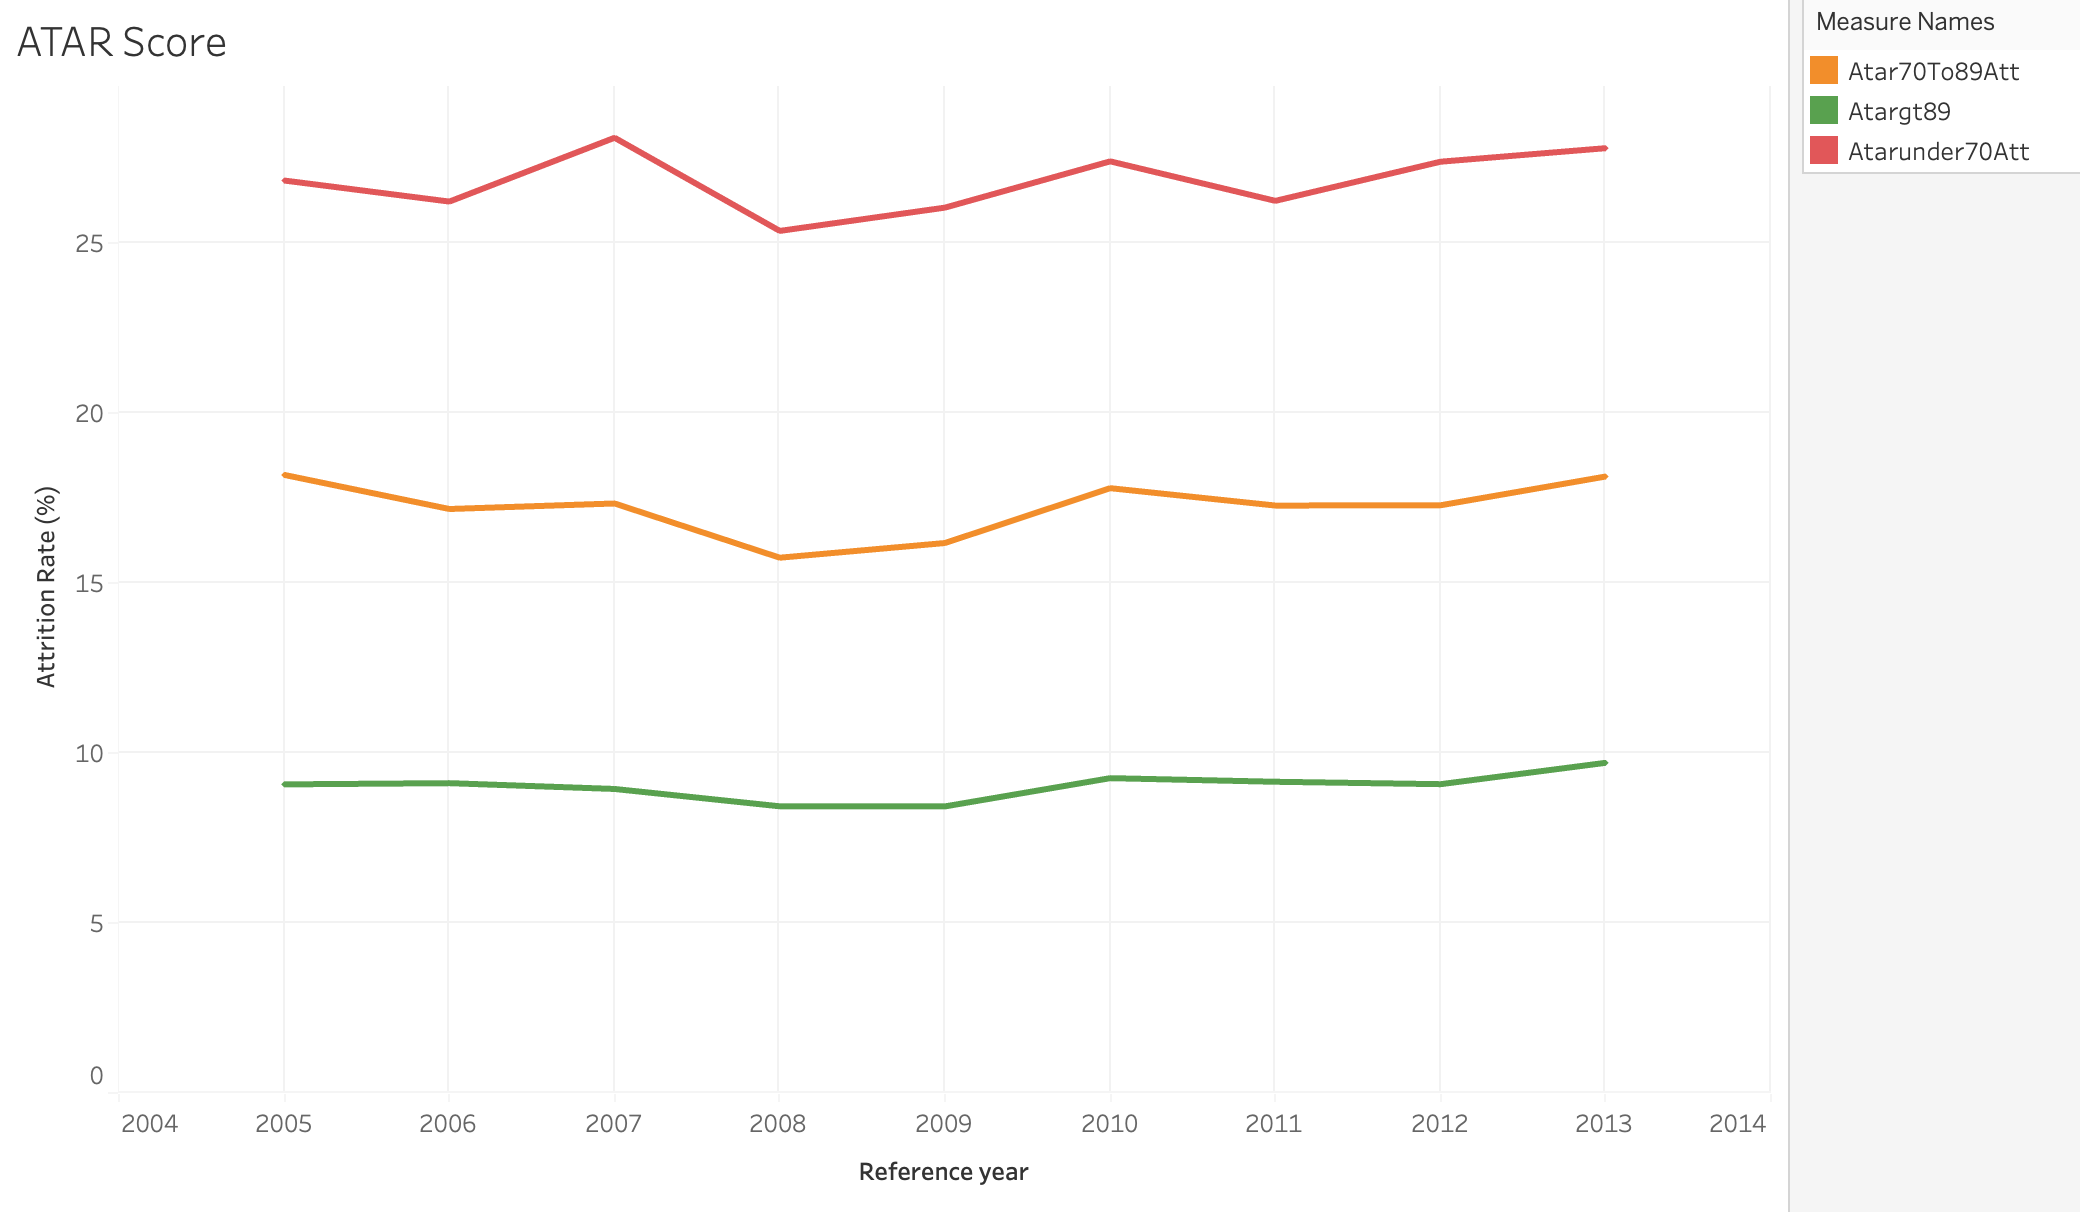 ATAR Score
Measure Names
Atar70To89Att
Atargt89
Atarunder70Att
Attrition Rate (%)
25
20
15
10
5
0
2004 2005 2006 2007 2008 2009 2010 2011 2012 2013 2014
Reference year